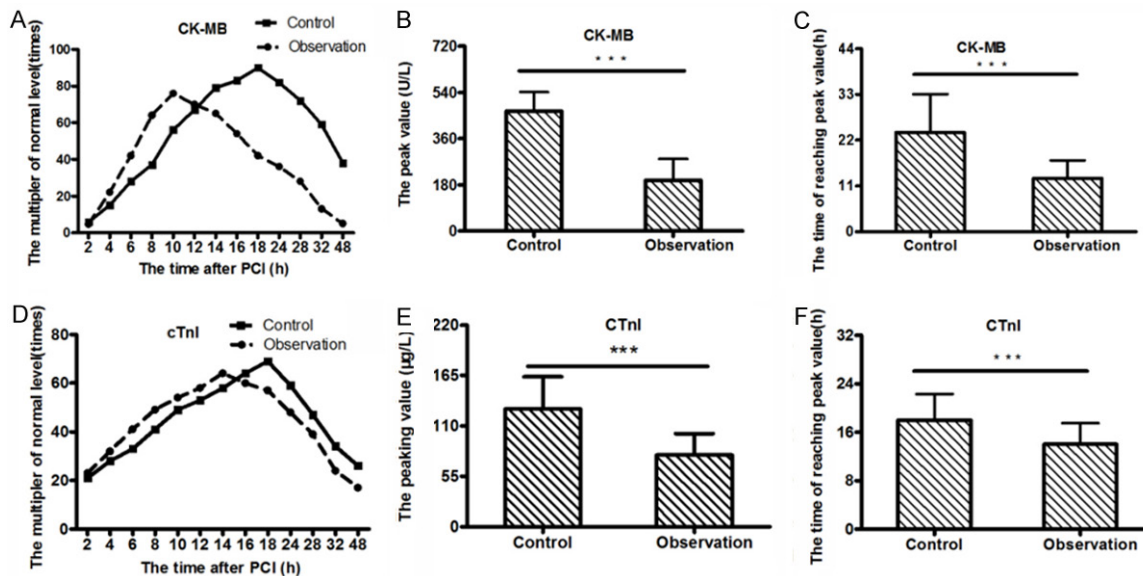 A
CK-MB
Control
Observation
The multipler of normal level(times)
100
80
60
40
20
0
2 4 6 8 10 12 14 16 18 24 28 32 48
The time after PCI (h)
B
CK-MB
***
The peak value (U/L)
720
540
360
180
0
Control Observation
C
CK-MB
***
The time of reaching peak value(h)
44
33
22
11
0
Control Observation
D
cTnI
Control
Observation
The multipler of normal level(times)
80
60
40
20
0
2 4 6 8 10 12 14 16 18 24 28 32 48
The time after PCI (h)
E
CTnI
***
The peaking value (µg/L)
220
165
110
55
0
Control Observation
F
CTnI
***
The time of reaching peak value(h)
32
24
16
8
0
Control Observation